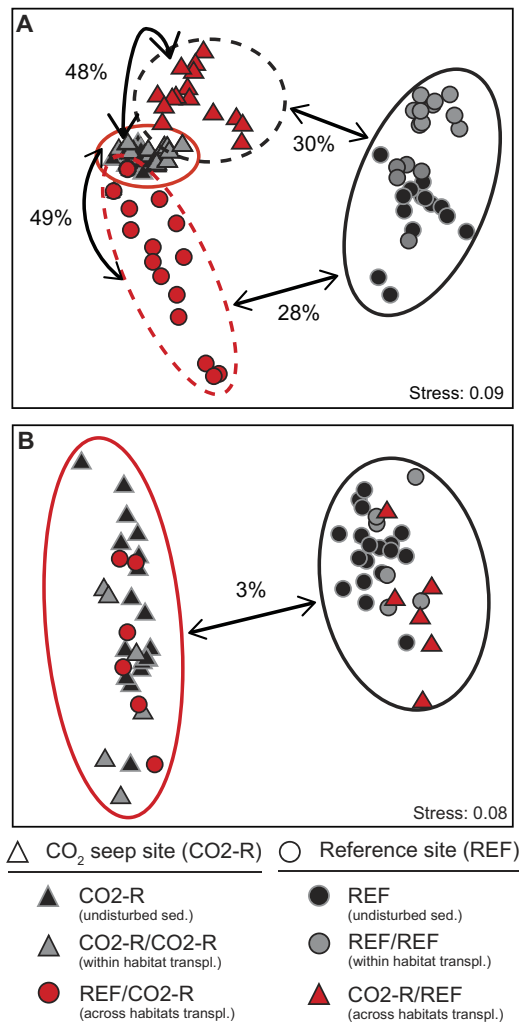 A
48%
30%
49%
28%
Stress: 0.09
B
3%
Stress: 0.08
CO₂ seep site (CO2-R)
Reference site (REF)
CO2-R
(undisturbed sed.)
REF
(undisturbed sed.)
CO2-R/CO2-R
(within habitat transpl.)
REF/REF
(within habitat transpl.)
REF/CO2-R
(across habitats transpl.)
CO2-R/REF
(across habitats transpl.)